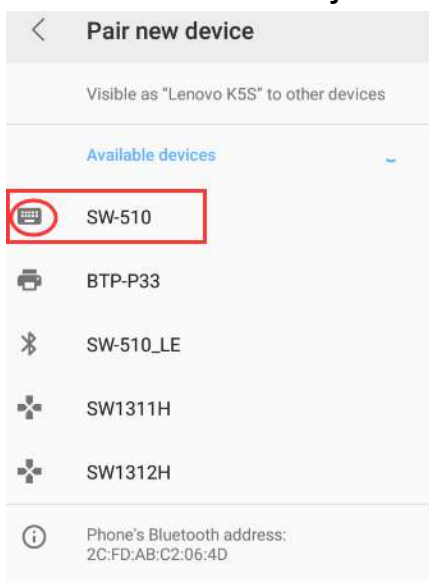 Pair new device
Visible as "Lenovo K5S" to other devices
Available devices
SW-510
BTP-P33
SW-510_LE
SW1311H
SW1312H
Phone's Bluetooth address:
2C:FD:AB:C2:06:4D